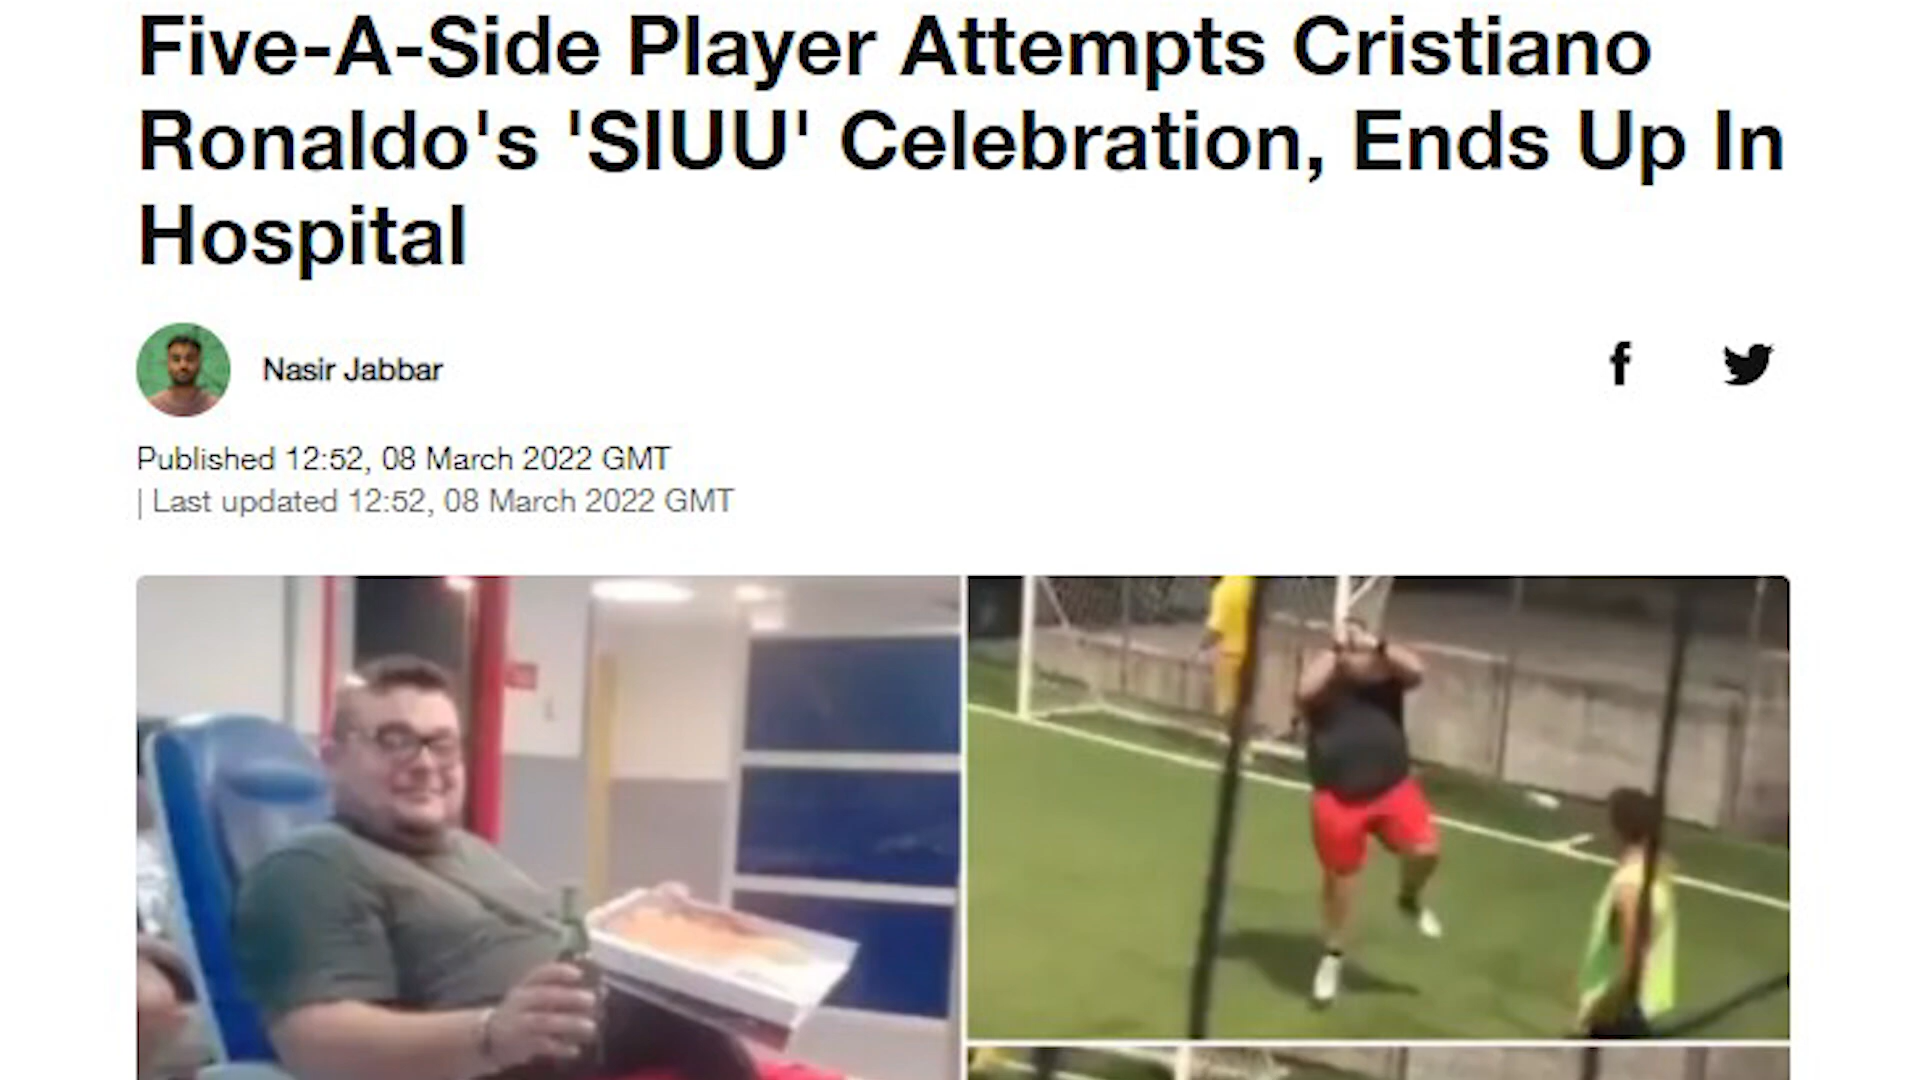 Five-A-Side Player Attempts Cristiano
Ronaldo's 'SIUU' Celebration, Ends Up In
Hospital
Nasir Jabbar
Published 12:52, 08 March 2022 GMT
| Last updated 12:52, 08 March 2022 GMT